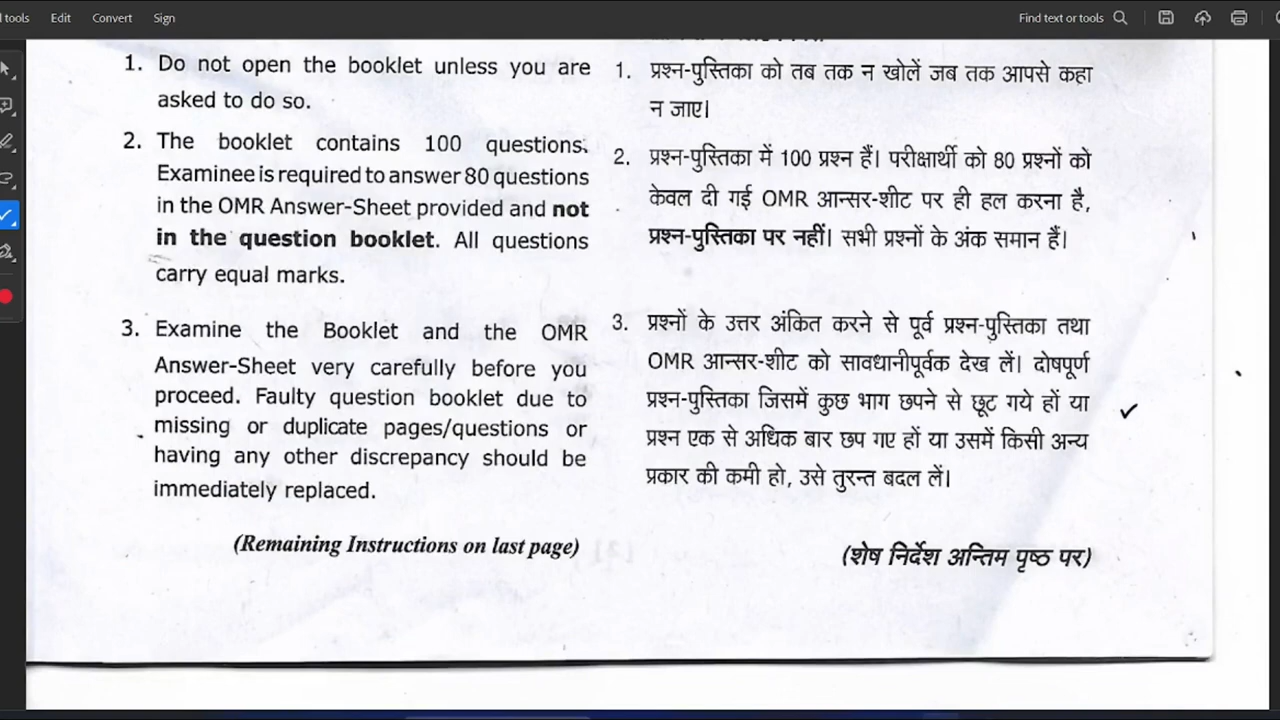 l tools Edit Convert Sign Find text or tools
1. Do not open the booklet unless you are
asked to do so.
2. The booklet contains 100 questions.
Examinee is required to answer 80 questions
in the OMR Answer-Sheet provided and not
in the question booklet. All questions
carry equal marks.
3. Examine the Booklet and the OMR
Answer-Sheet very carefully before you
proceed. Faulty question booklet due to
missing or duplicate pages/questions or
having any other discrepancy should be
immediately replaced.
(Remaining Instructions on last page)
1. प्रश्न-पुस्तिका को तब तक न खोलें जब तक आपसे कहा
न जाए।
2. प्रश्न-पुस्तिका में 100 प्रश्न हैं। परीक्षार्थी को 80 प्रश्नों को
केवल दी गई OMR आन्सर-शीट पर ही हल करना है,
प्रश्न-पुस्तिका पर नहीं। सभी प्रश्नों के अंक समान हैं।
3. प्रश्नों के उत्तर अंकित करने से पूर्व प्रश्न-पुस्तिका तथा
OMR आन्सर-शीट को सावधानीपूर्वक देख लें। दोषपूर्ण
प्रश्न-पुस्तिका जिसमें कुछ भाग छपने से छूट गये हों या
प्रश्न एक से अधिक बार छप गए हों या उसमें किसी अन्य
प्रकार की कमी हो, उसे तुरन्त बदल लें।
(शेष निर्देश अन्तिम पृष्ठ पर)